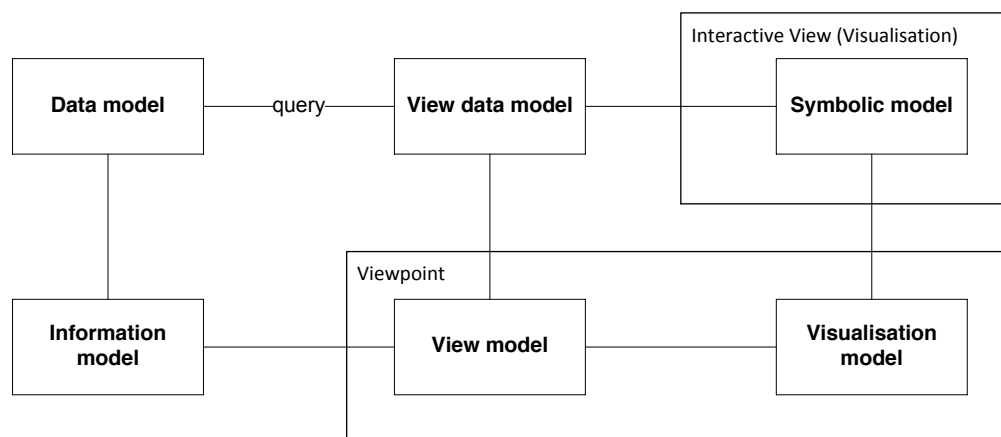 Interactive View (Visualisation)
Data model
query
View data model
Symbolic model
Viewpoint
Information
model
View model
Visualisation
model